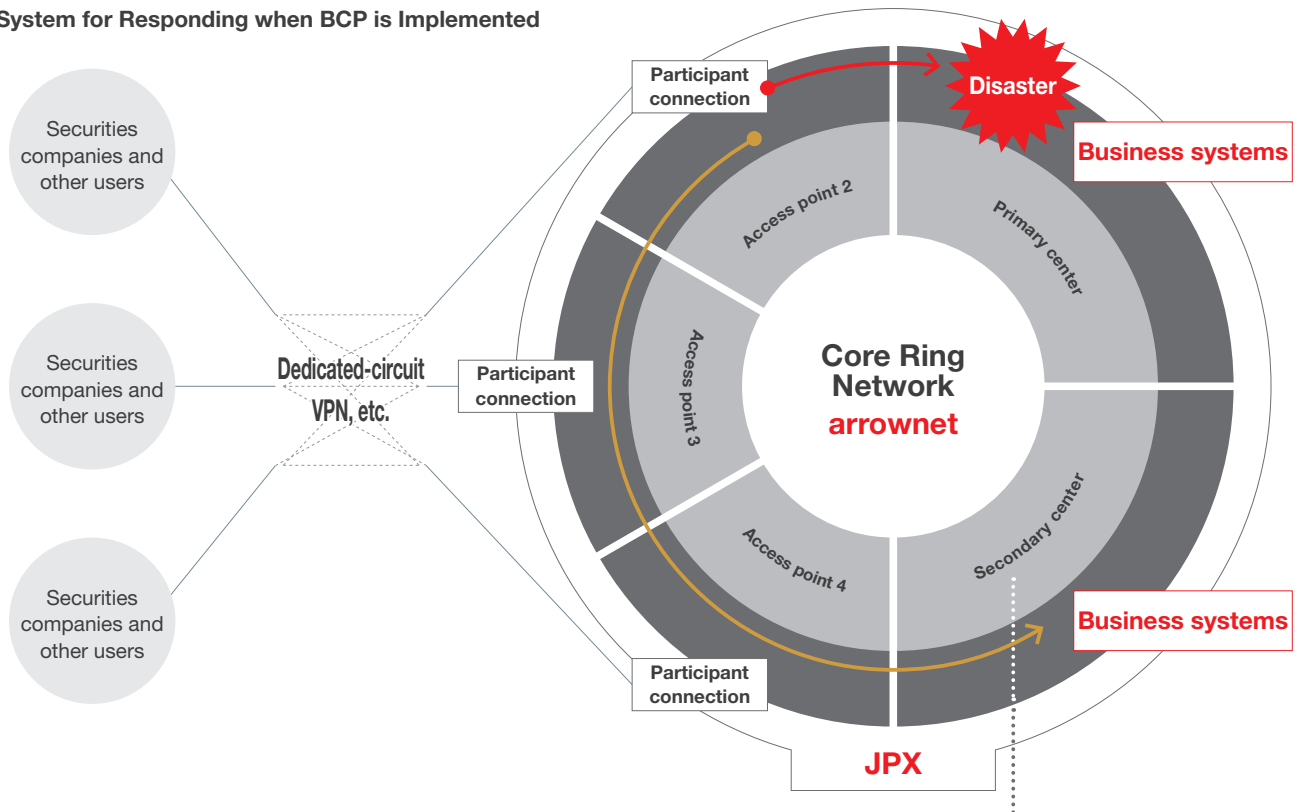 System for Responding when BCP is Implemented
Securities
companies and
other users
Securities
companies and
other users
Securities
companies and
other users
Dedicated-circuit
VPN, etc.
Participant
connection
Participant
connection
Participant
connection
Disaster
Business systems
Access point 2
Primary center
Access point 3
Core Ring
Network
arrownet
Access point 4
Secondary center
Business systems
JPX